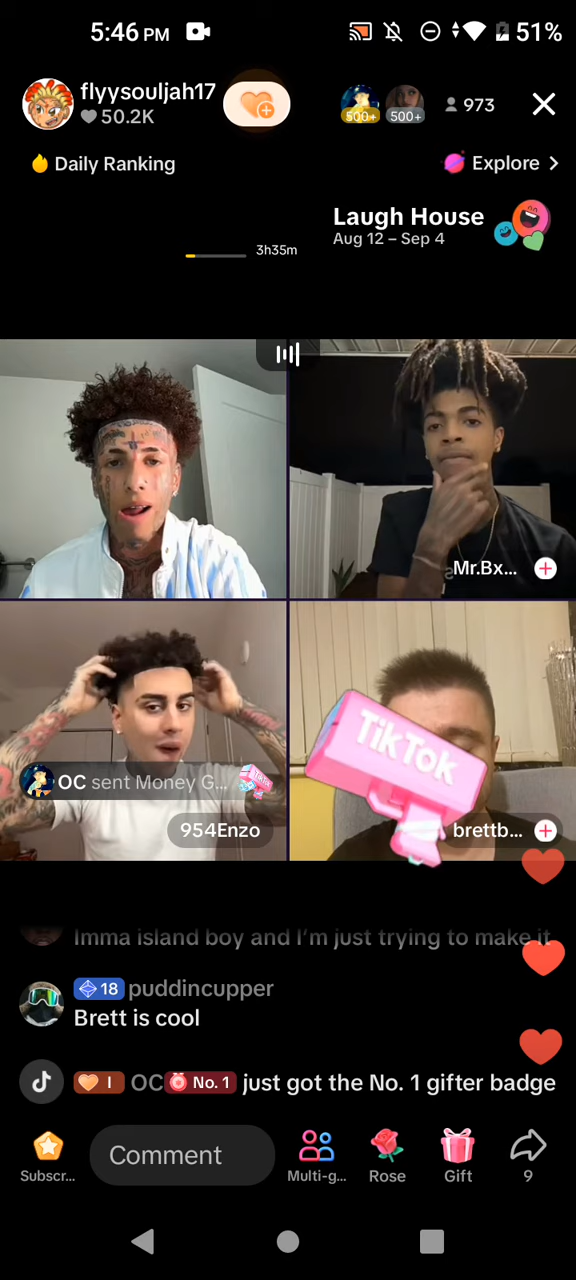 5:46 PM
51%
flyysouljah17
50.2K
500+
500+
973
Daily Ranking
Explore >
Laugh House
Aug 12 – Sep 4
3h35m
Mr.Bx...
TikTok
OC sent Money G...
954Enzo
brettb...
Imma island boy and I'm just trying to make it
18 puddincupper
Brett is cool
I OC No. 1 just got the No. 1 gifter badge
Comment
Subscr...
Multi-g...
Rose
Gift
9